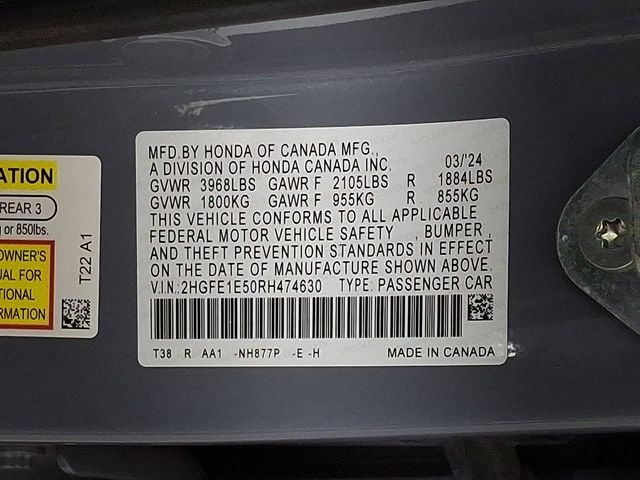 ATION
REAR 3
or 850lbs.
OWNER'S
UAL FOR
TIONAL
RMATION
T22 A1
MFD.BY HONDA OF CANADA MFG.,
A DIVISION OF HONDA CANADA INC. 03/'24
GVWR 3968LBS GAWR F 2105LBS R 1884LBS
GVWR 1800KG GAWR F 955KG R 855KG
THIS VEHICLE CONFORMS TO ALL APPLICABLE
FEDERAL MOTOR VEHICLE SAFETY , BUMPER ,
AND THEFT PREVENTION STANDARDS IN EFFECT
ON THE DATE OF MANUFACTURE SHOWN ABOVE.
V.I.N.:2HGFE1E50RH474630 TYPE: PASSENGER CAR
T38 R AA1 -NH877P -E -H MADE IN CANADA